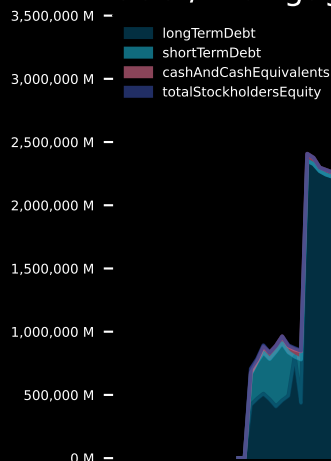 3,500,000 M
longTermDebt
shortTermDebt
3,000,000 M
cashAndCashEquivalents
totalStockholdersEquity
2,500,000 M
2,000,000 M
1,500,000 M
1,000,000 M
500,000 M
0 M